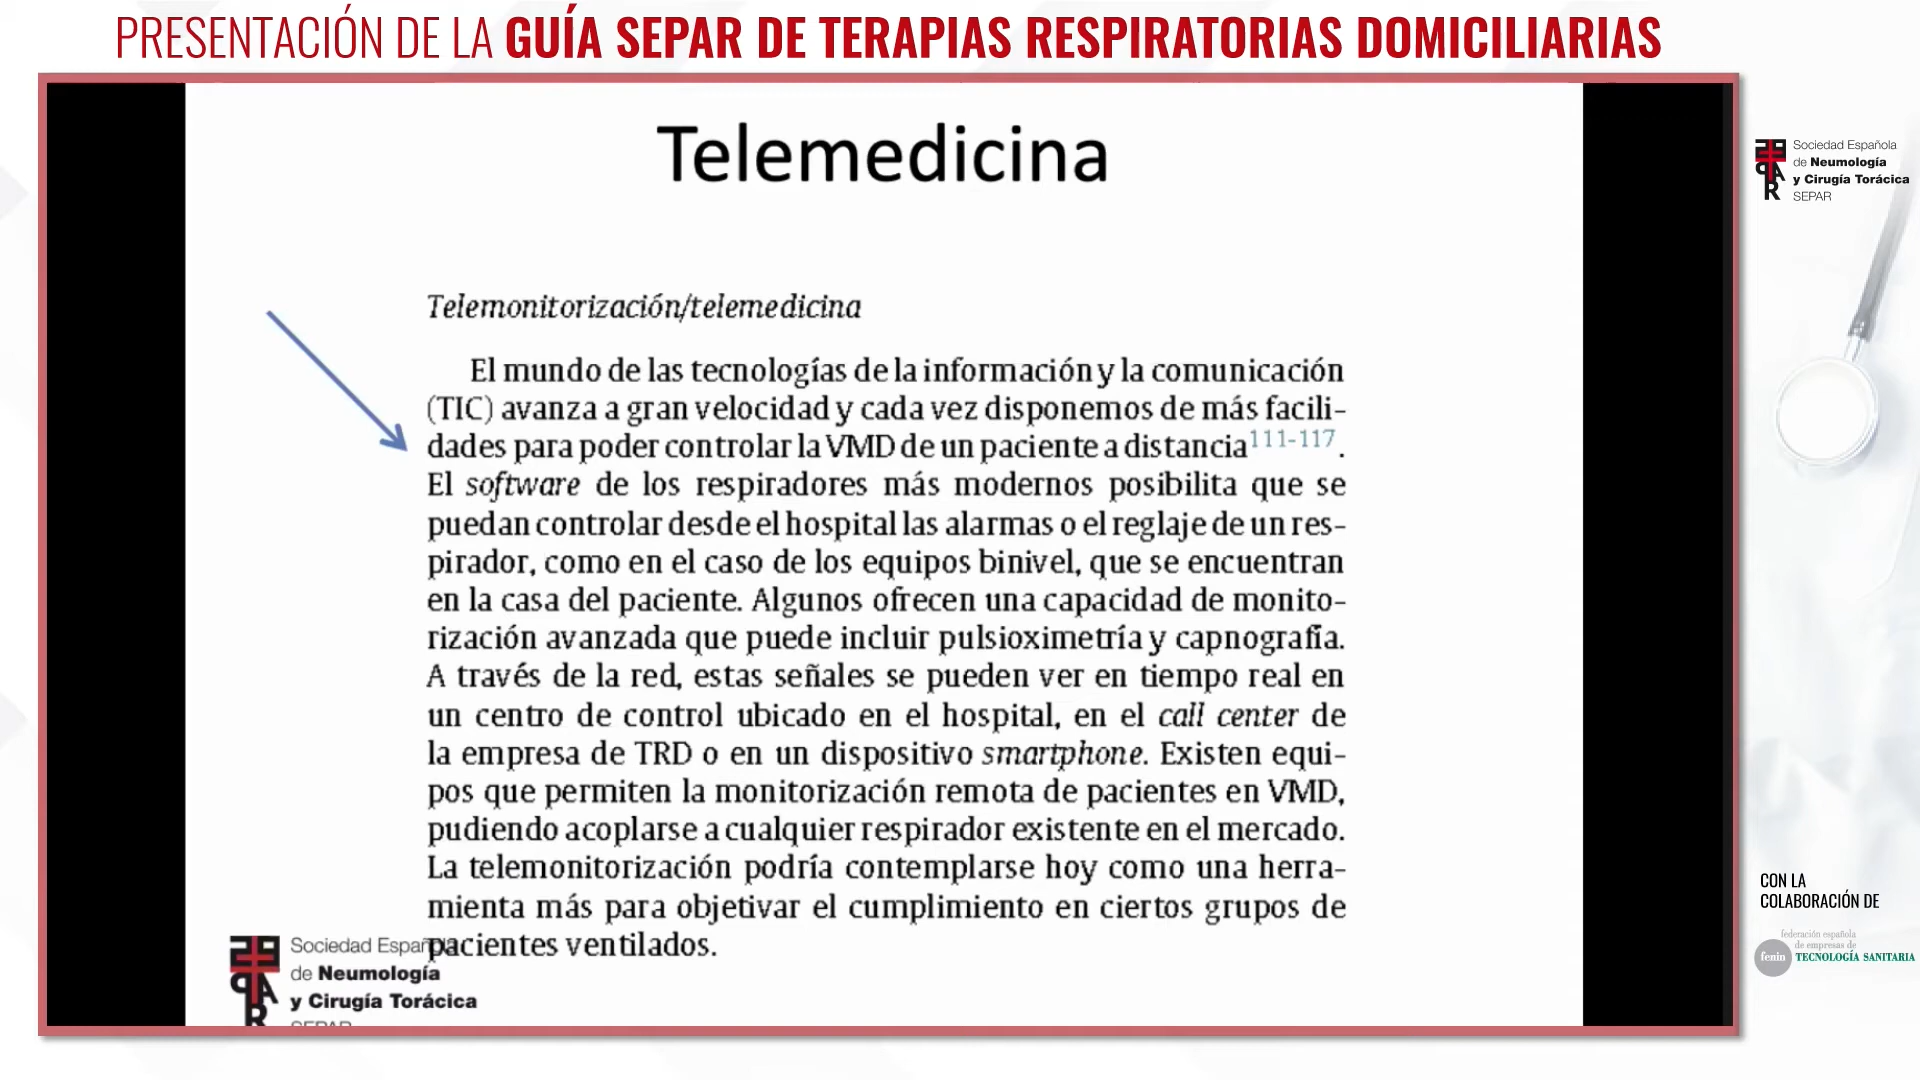 PRESENTACIÓN DE LA GUÍA SEPAR DE TERAPIAS RESPIRATORIAS DOMICILIARIAS
Telemedicina
Telemonitorización/telemedicina
El mundo de las tecnologías de la información y la comunicación
(TIC) avanza a gran velocidad y cada vez disponemos de más facili-
dades para poder controlar la VMD de un paciente a distancia111-117.
El software de los respiradores más modernos posibilita que se
puedan controlar desde el hospital las alarmas o el reglaje de un res-
pirador, como en el caso de los equipos binivel, que se encuentran
en la casa del paciente. Algunos ofrecen una capacidad de monito-
rización avanzada que puede incluir pulsioximetría y capnografía.
A través de la red, estas señales se pueden ver en tiempo real en
un centro de control ubicado en el hospital, en el call center de
la empresa de TRD o en un dispositivo smartphone. Existen equi-
pos que permiten la monitorización remota de pacientes en VMD,
pudiendo acoplarse a cualquier respirador existente en el mercado.
La telemonitorización podría contemplarse hoy como una herra-
mienta más para objetivar el cumplimiento en ciertos grupos de
pacientes ventilados.
Sociedad Española
de Neumología
y Cirugía Torácica
SEPAR
Sociedad Española
de Neumología
y Cirugía Torácica
SEPAR
CON LA
COLABORACIÓN DE
fenin
federación española
de empresas de
TECNOLOGÍA SANITARIA